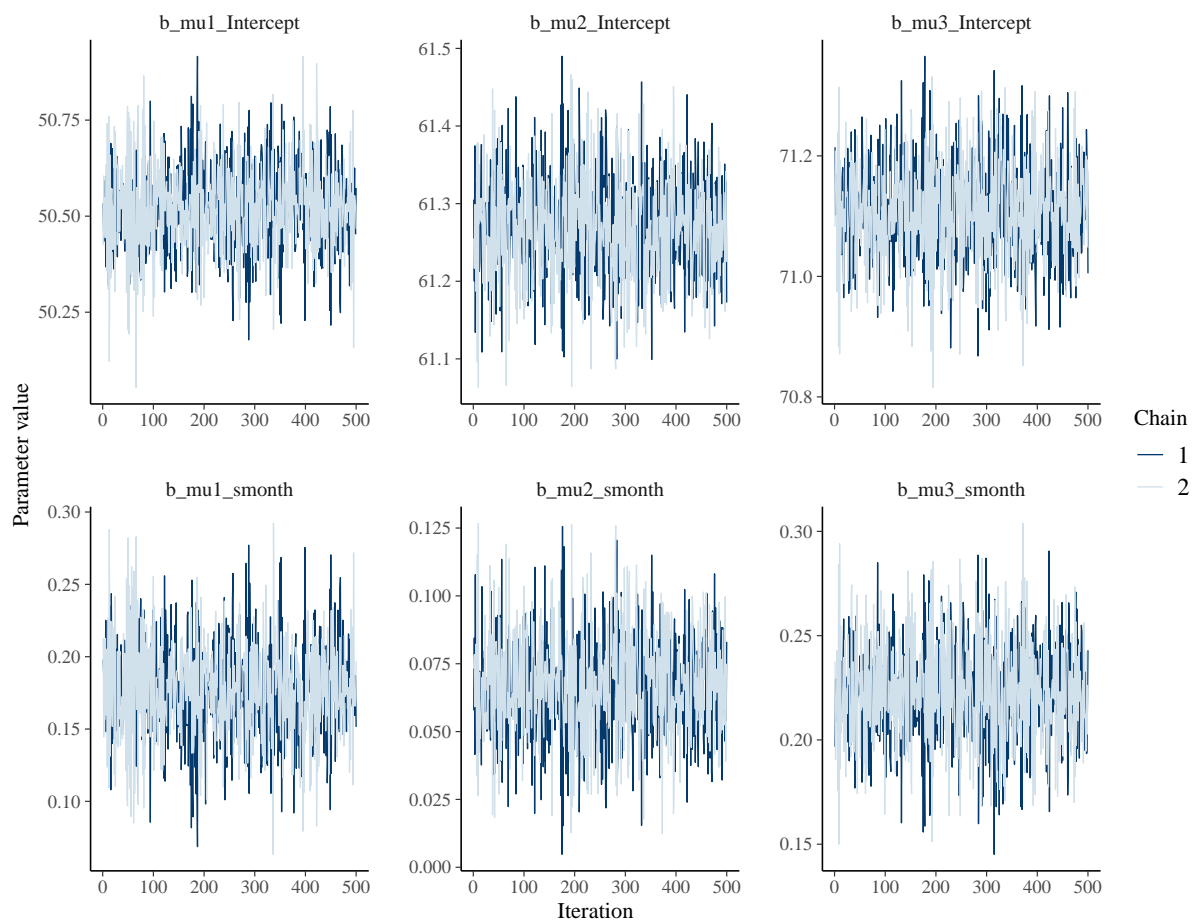 b_mu1_Intercept b_mu2_Intercept b_mu3_Intercept
50.75
50.50
50.25
0 100 200 300 400 500
61.5
61.4
61.3
61.2
61.1
0 100 200 300 400 500
71.2
71.0
70.8
0 100 200 300 400 500
b_mu1_smonth b_mu2_smonth b_mu3_smonth
0.30
0.25
0.20
0.15
0.10
0 100 200 300 400 500
0.125
0.100
0.075
0.050
0.025
0.000
0 100 200 300 400 500
0.30
0.25
0.20
0.15
0 100 200 300 400 500
Parameter value
Iteration
Chain
1
2